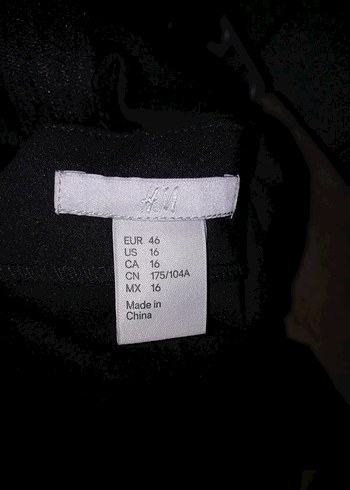 H&M
EUR 46
US 16
CA 16
CN 175/104A
MX 16
Made in
China